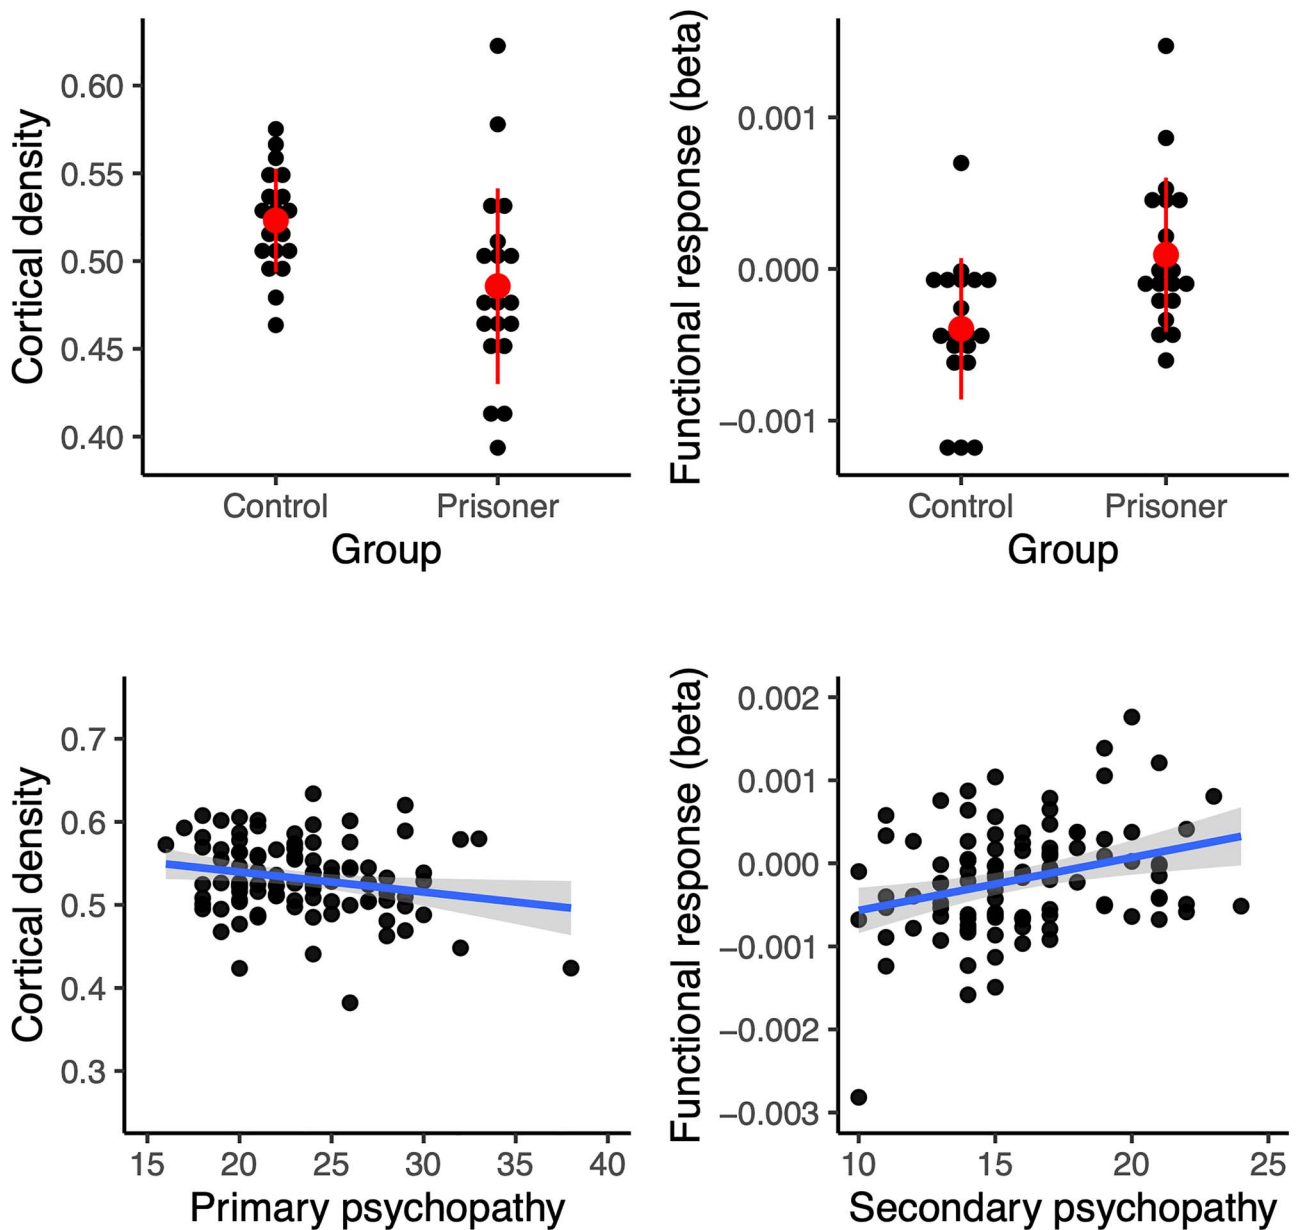 Cortical density
0.60
0.55
0.50
0.45
0.40
Control Prisoner
Group
Functional response (beta)
0.001
0.000
−0.001
Control Prisoner
Group
Cortical density
0.7
0.6
0.5
0.4
0.3
15 20 25 30 35 40
Primary psychopathy
Functional response (beta)
0.002
0.001
0.000
−0.001
−0.002
−0.003
10 15 20 25
Secondary psychopathy